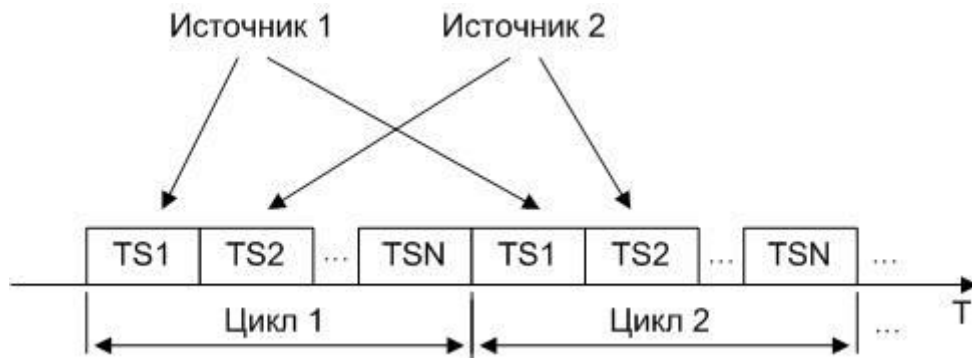 Источник 1 Источник 2
TS1 TS2 ... TSN TS1 TS2 ... TSN ...
T
Цикл 1 Цикл 2 ...